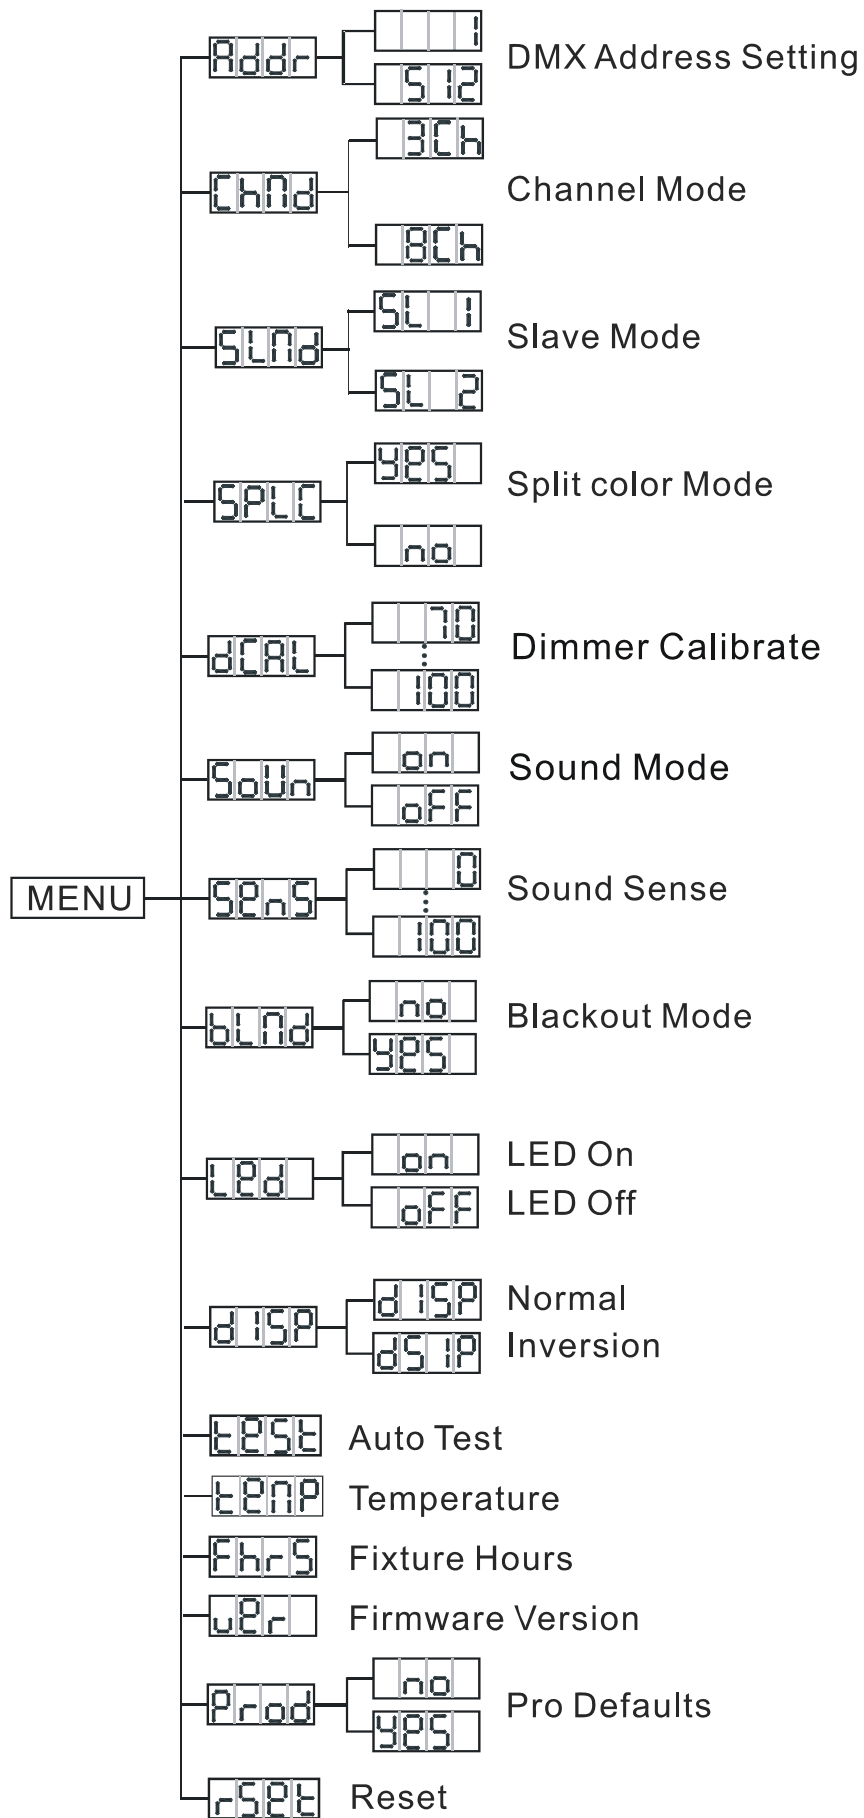 MENU
Addr
1
512
DMX Address Setting
ChMd
3Ch
8Ch
Channel Mode
SLMd
SL 1
SL 2
Slave Mode
SPLC
yes
no
Split color Mode
dCAL
70
100
Dimmer Calibrate
SoUn
on
oFF
Sound Mode
SenS
0
100
Sound Sense
bLMd
no
yes
Blackout Mode
Led
on
LED On
oFF
LED Off
dISP
dISP
Normal
dSIP
Inversion
teSt
Auto Test
teMP
Temperature
FhrS
Fixture Hours
ver
Firmware Version
Prod
no
yes
Pro Defaults
rSet
Reset